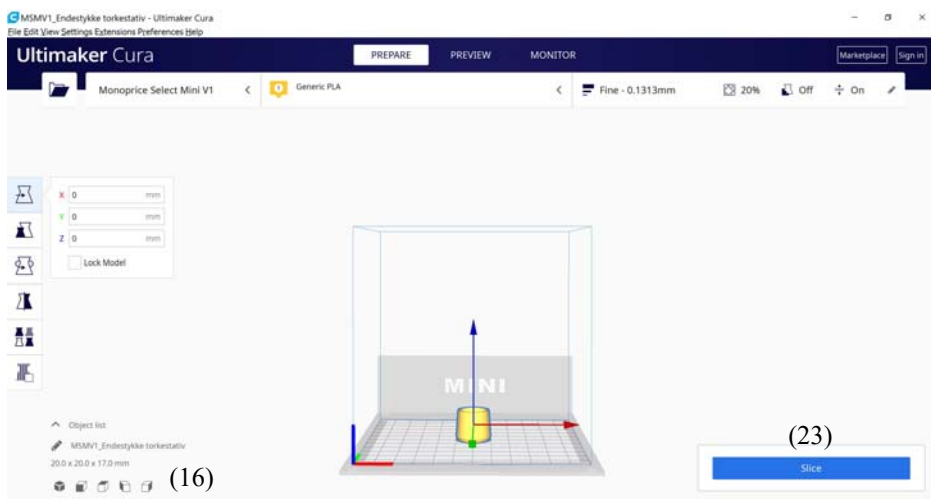 MSMV1_Endestykke torkestativ - Ultimaker Cura
File Edit View Settings Extensions Preferences Help
Ultimaker Cura PREPARE PREVIEW MONITOR Marketplace Sign in
Monoprice Select Mini V1 Generic PLA Fine - 0.1313mm 20% Off On
X 0 mm
Y 0 mm
Z 0 mm
Lock Model
MINI
Object list
MSMV1_Endestykke torkestativ
20.0 x 20.0 x 17.0 mm
(16)
(23)
Slice